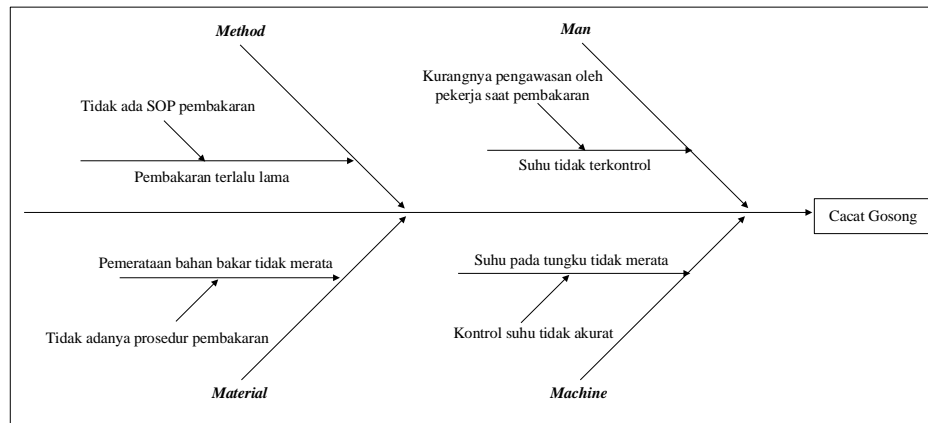 Method
Man
Kurangnya pengawasan oleh
pekerja saat pembakaran
Tidak ada SOP pembakaran
Pembakaran terlalu lama
Suhu tidak terkontrol
Cacat Gosong
Pemerataan bahan bakar tidak merata
Suhu pada tungku tidak merata
Tidak adanya prosedur pembakaran
Kontrol suhu tidak akurat
Material
Machine